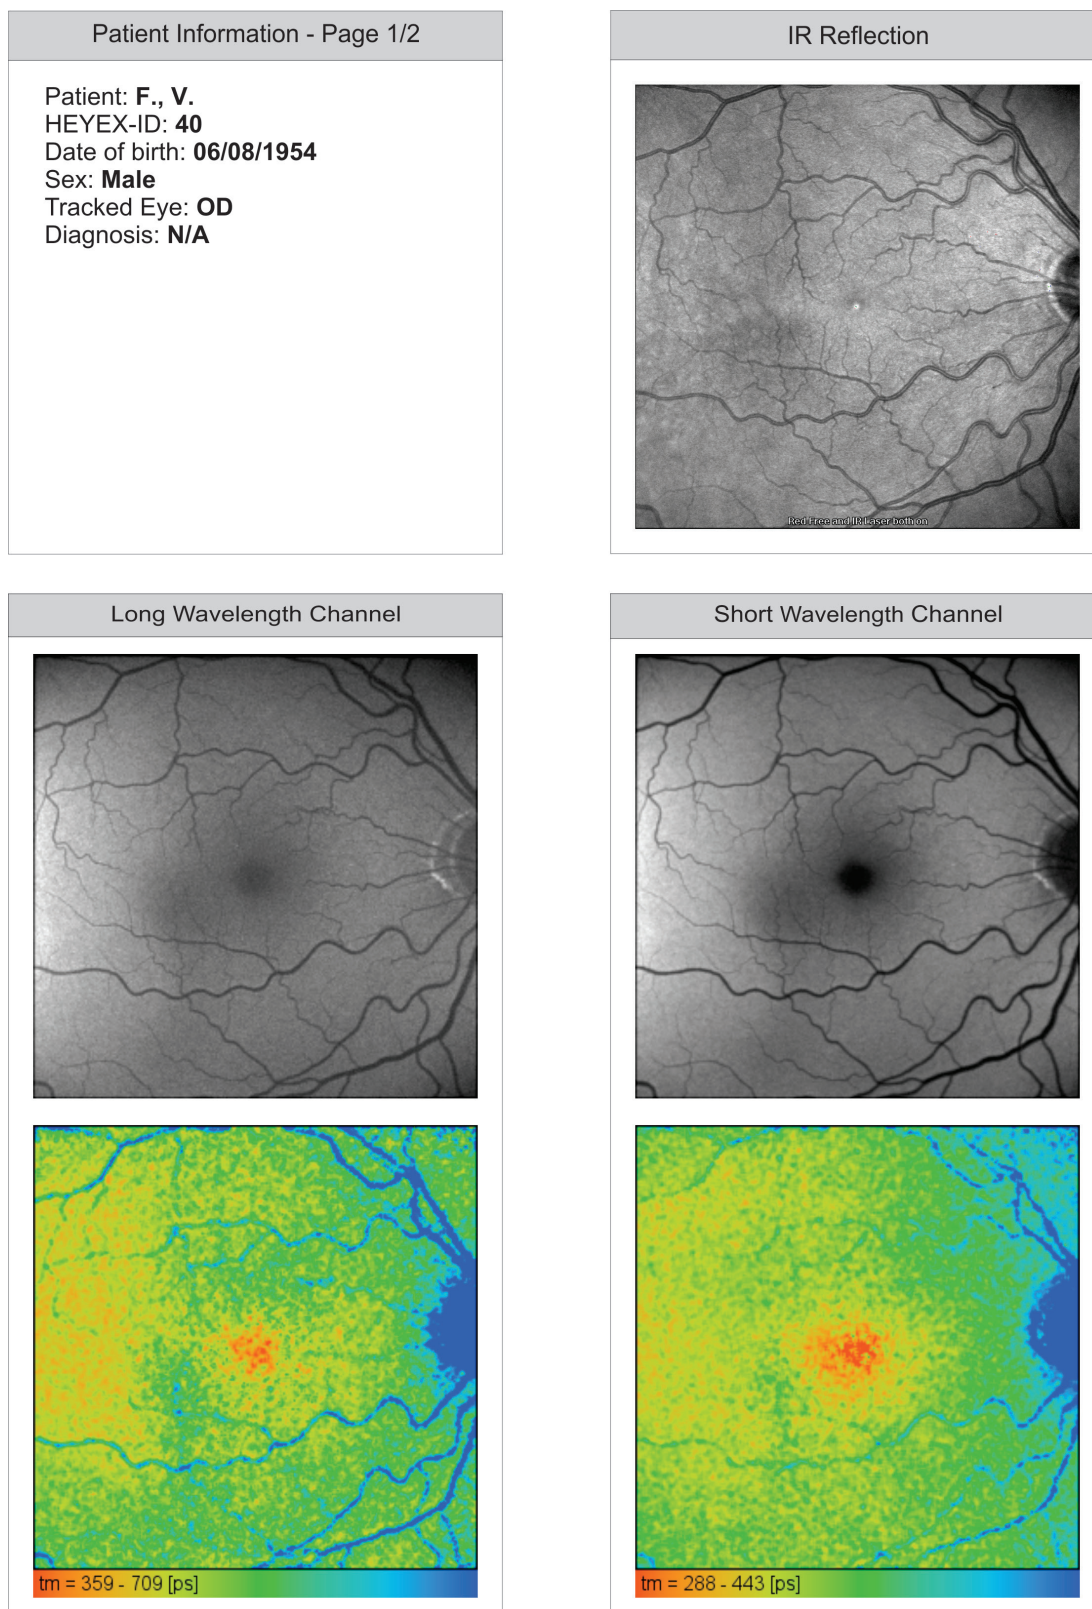 Patient Information - Page 1/2
Patient: F., V.
HEYEX-ID: 40
Date of birth: 06/08/1954
Sex: Male
Tracked Eye: OD
Diagnosis: N/A
IR Reflection
Red Free and IR Laser both on
Long Wavelength Channel
Short Wavelength Channel
tm = 359 - 709 [ps]
tm = 288 - 443 [ps]